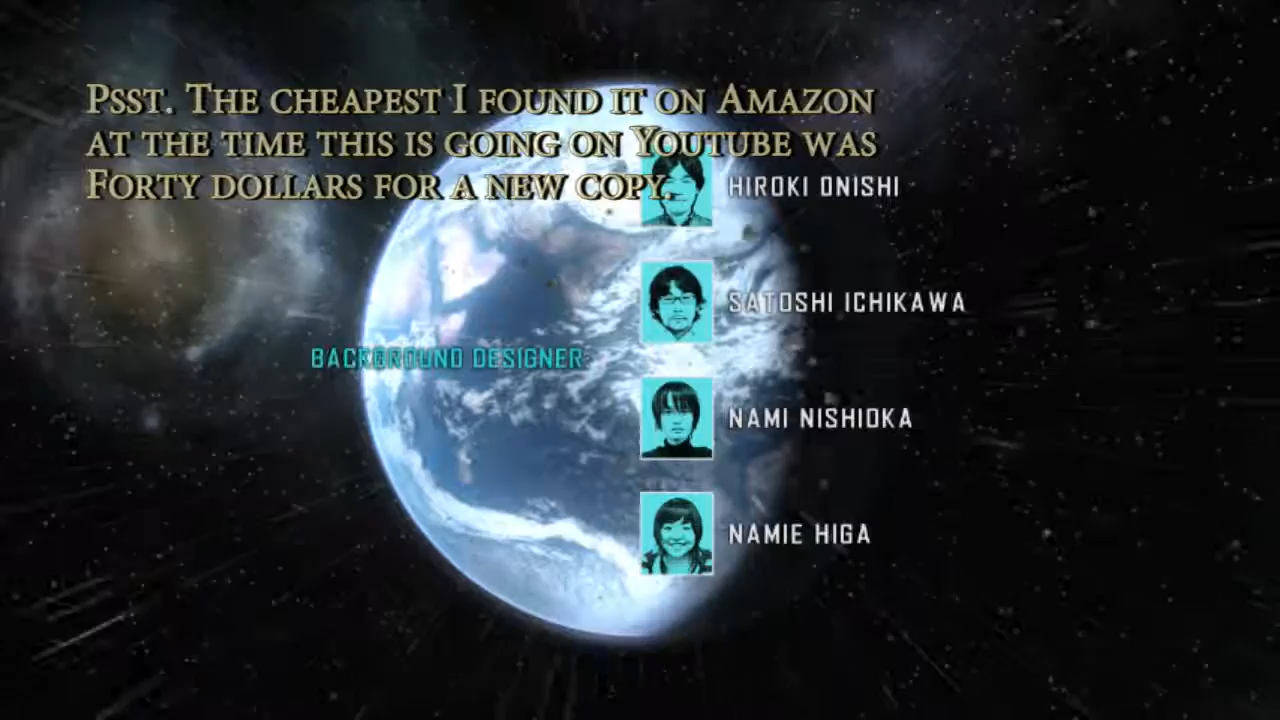 Psst. The cheapest I found it on Amazon
at the time this is going on Youtube was
Forty dollars for a new copy.
HIROKI ONISHI
SATOSHI ICHIKAWA
BACKGROUND DESIGNER
NAMI NISHIOKA
NAMIE HIGA